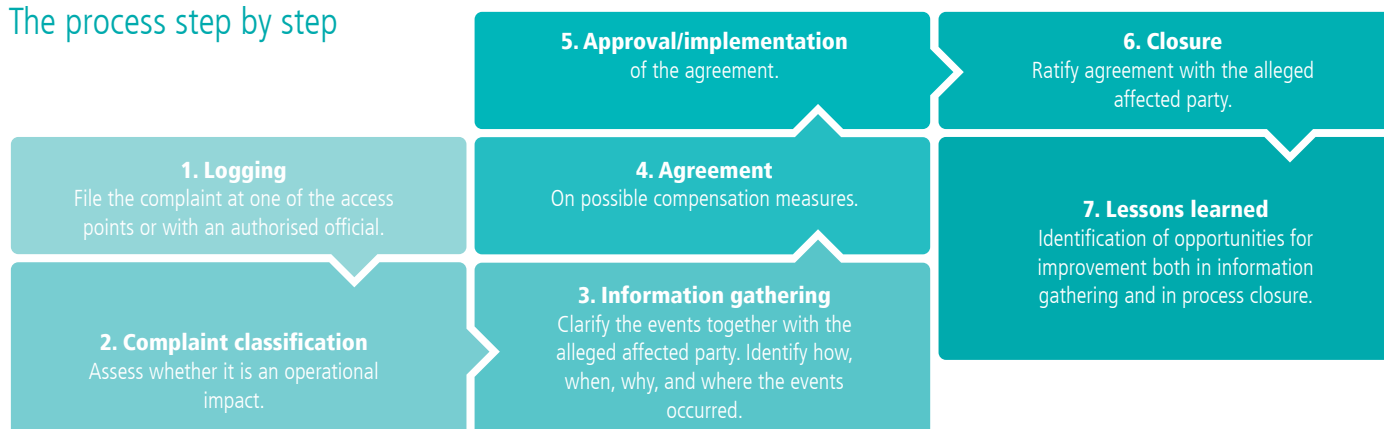 The process step by step
1. Logging
File the complaint at one of the access
points or with an authorised official.
2. Complaint classification
Assess whether it is an operational
impact.
3. Information gathering
Clarify the events together with the
alleged affected party. Identify how,
when, why, and where the events
occurred.
4. Agreement
On possible compensation measures.
5. Approval/implementation
of the agreement.
6. Closure
Ratify agreement with the alleged
affected party.
7. Lessons learned
Identification of opportunities for
improvement both in information
gathering and in process closure.